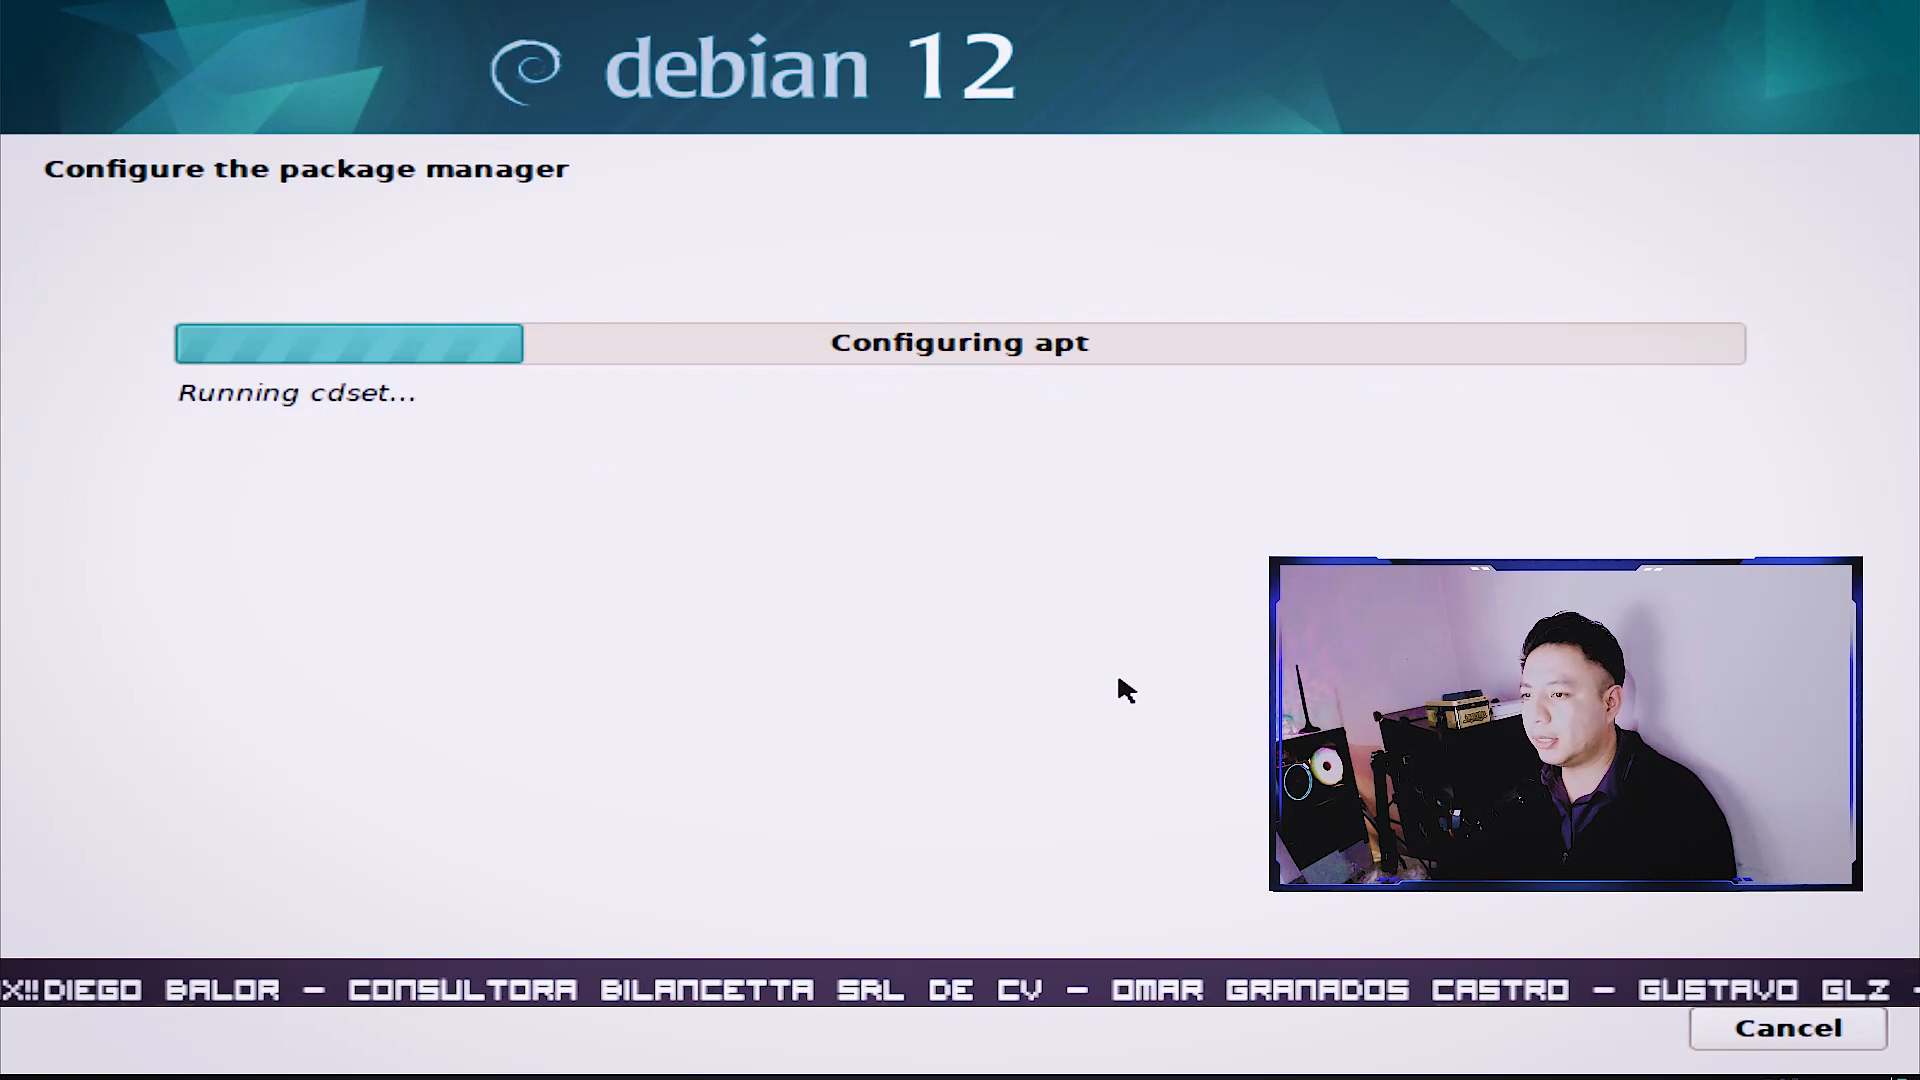 debian 12
Configure the package manager
Configuring apt
Running cdset...
X!!DIEGO BALOR - CONSULTORA BILANCETTA SRL DE CV - OMAR GRANADOS CASTRO - GUSTAVO GLZ -
Cancel